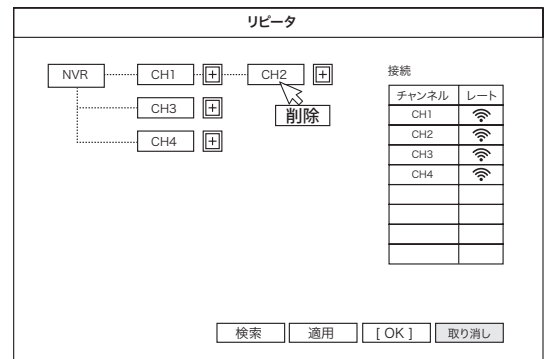 リピータ
NVR CH1 + CH2 +
削除
CH3 +
CH4 +
接続
チャンネル レート
CH1
CH2
CH3
CH4
検索 適用 [ OK ] 取り消し